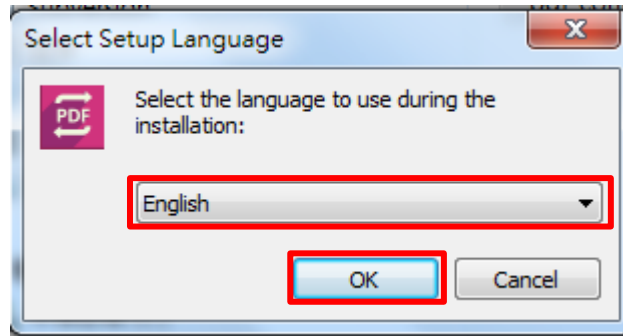 Select Setup Language
PDF
Select the language to use during the
installation:
English
OK
Cancel